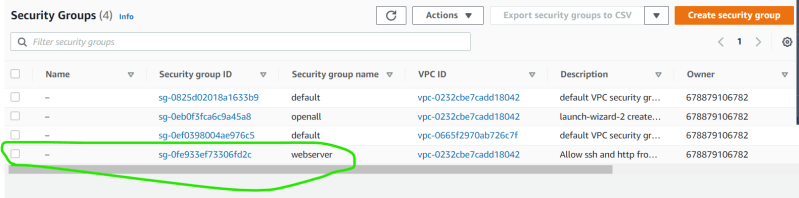 Security Groups (4) Info
Actions
Export security groups to CSV
Create security group
Filter security groups
1
Name Security group ID Security group name VPC ID Description Owner
– sg-0825d02018a1633b9 default vpc-0232cbe7cadd18042 default VPC security gr... 678879106782
– sg-0eb0f3fca6c9a45a8 openall vpc-0232cbe7cadd18042 launch-wizard-2 create... 678879106782
– sg-0ef0398004ae976c5 default vpc-0665f2970ab726c7f default VPC security gr... 678879106782
– sg-0fe933ef73306fd2c webserver vpc-0232cbe7cadd18042 Allow ssh and http fro... 678879106782